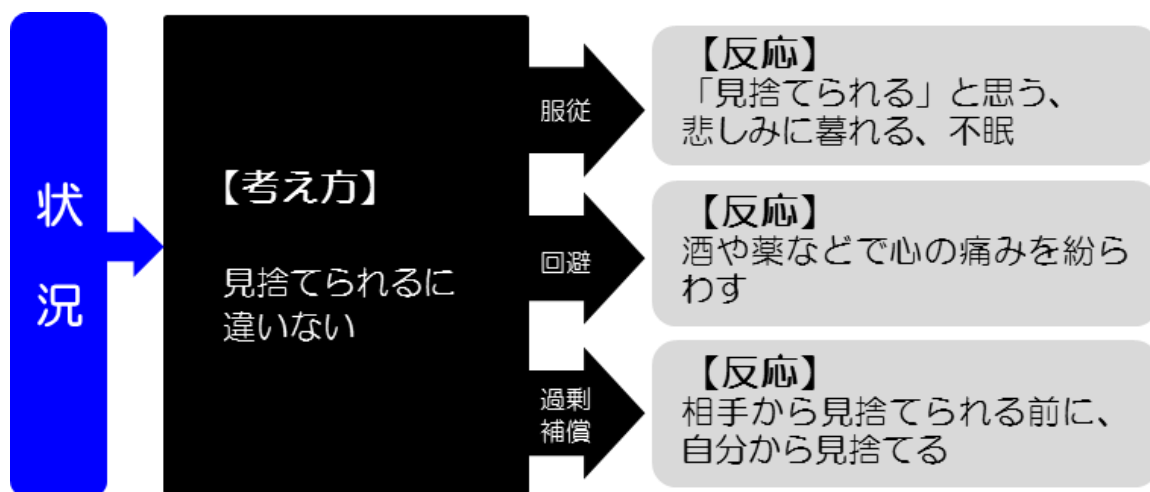 状況
【考え方】
見捨てられるに
違いない
服従
【反応】
「見捨てられる」と思う、
悲しみに暮れる、不眠
回避
【反応】
酒や薬などで心の痛みを紛ら
わす
過剰
補償
【反応】
相手から見捨てられる前に、
自分から見捨てる